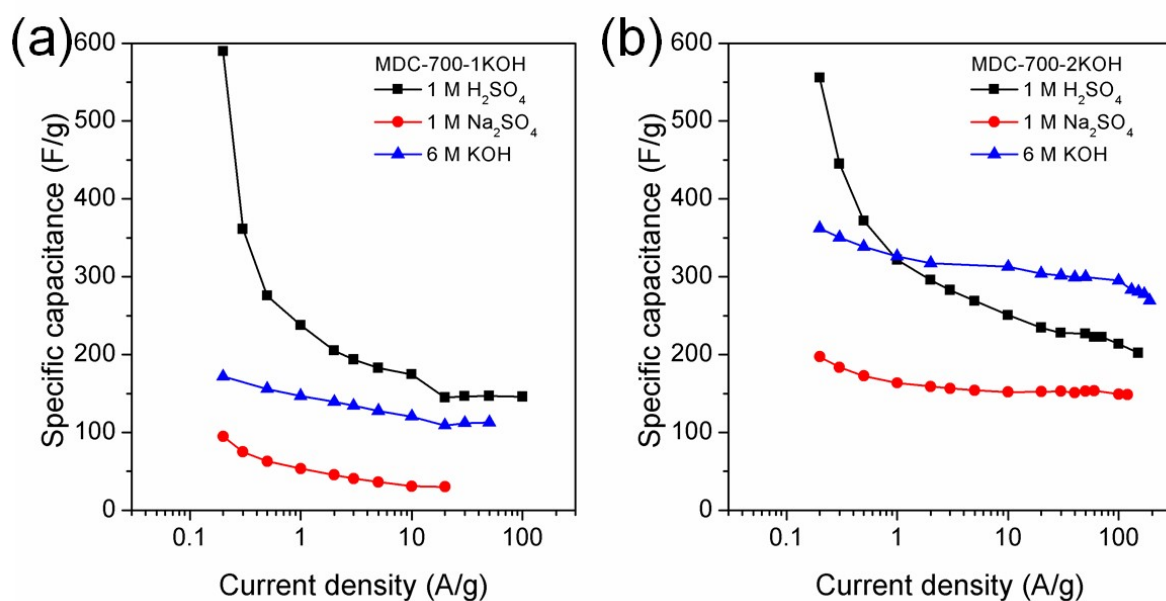 (a)
MDC-700-1KOH
1 M H₂SO₄
1 M Na₂SO₄
6 M KOH
Specific capacitance (F/g)
600
500
400
300
200
100
0
0.1
1
10
100
Current density (A/g)
(b)
MDC-700-2KOH
1 M H₂SO₄
1 M Na₂SO₄
6 M KOH
Specific capacitance (F/g)
600
500
400
300
200
100
0
0.1
1
10
100
Current density (A/g)